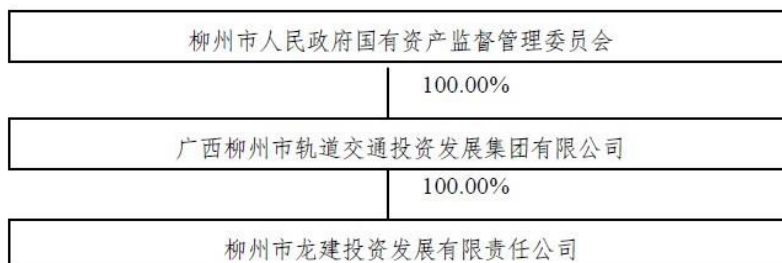 柳州市人民政府国有资产监督管理委员会
100.00%
广西柳州市轨道交通投资发展集团有限公司
100.00%
柳州市龙建投资发展有限责任公司